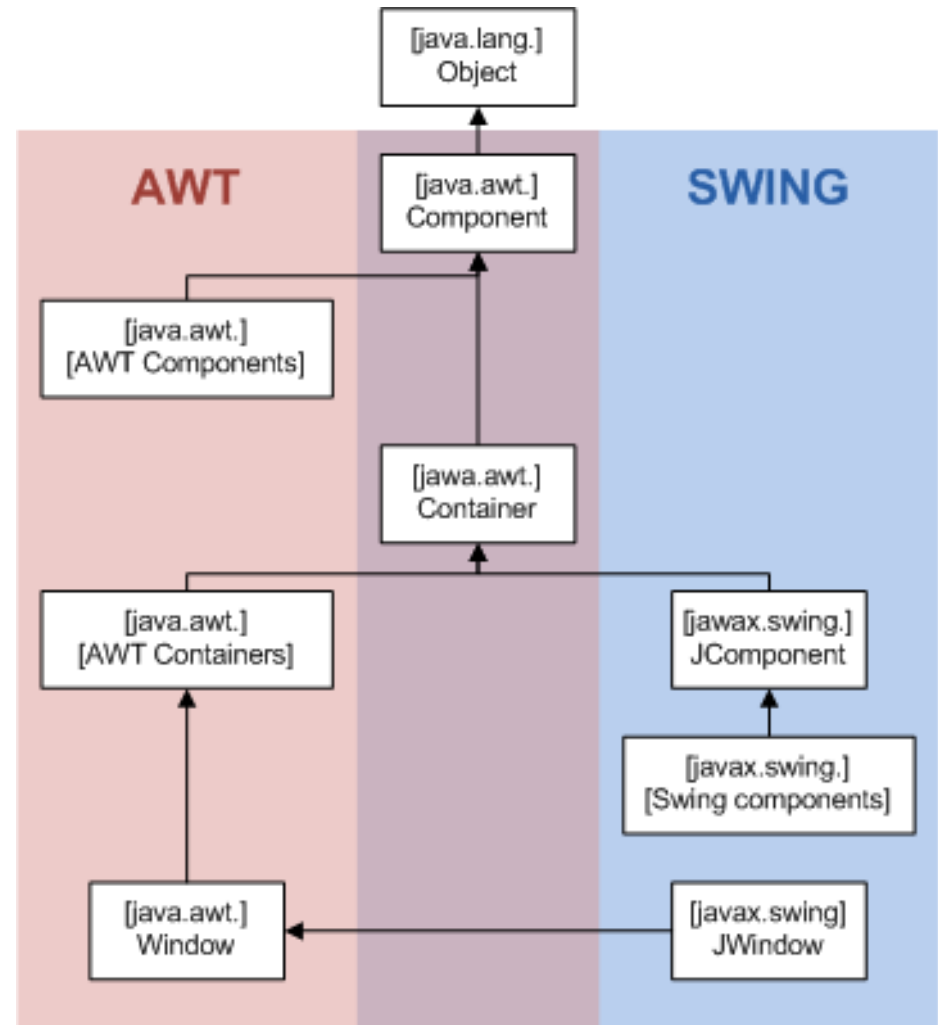 [java.lang.]
Object
AWT
[java.awt.]
Component
SWING
[java.awt.]
[AWT Components]
[jawa.awt.]
Container
[java.awt.]
[AWT Containers]
[jawax.swing.]
JComponent
[javax.swing.]
[Swing components]
[java.awt.]
Window
[javax.swing]
JWindow